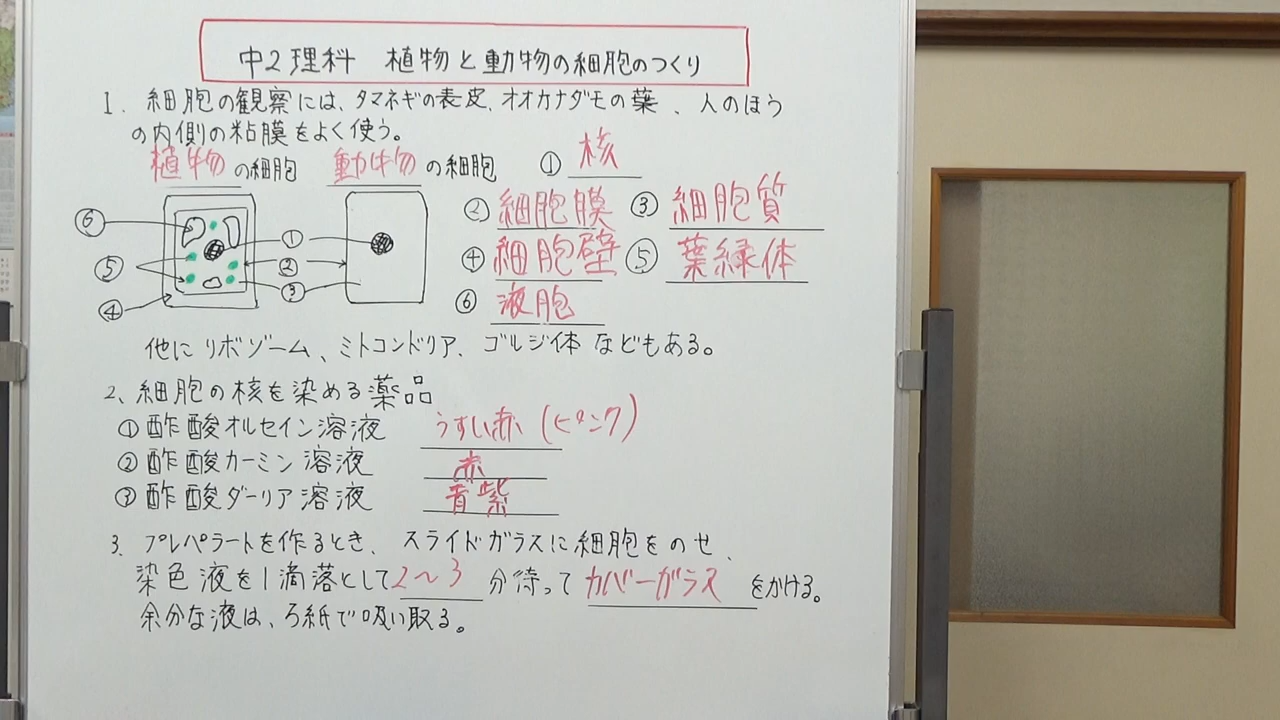 中2理科 植物と動物の細胞のつくり
1. 細胞の観察には、タマネギの表皮、オオカナダモの葉、人のほう
の内側の粘膜をよく使う。
植物の細胞 動物の細胞 ① 核
② 細胞膜 ③ 細胞質
④ 細胞壁 ⑤ 葉緑体
⑥ 液胞
⑥ ① ⑤ ② ④ ③
他にリボゾーム、ミトコンドリア、ゴルジ体などもある。
2、細胞の核を染める薬品
①酢酸オルセイン溶液 うすい赤(ピンク)
②酢酸カーミン溶液 赤
③酢酸ダーリア溶液 青紫
3. プレパラートを作るとき、スライドガラスに細胞をのせ、
染色液を1滴落として2〜3分待ってカバーガラスをかける。
余分な液は、ろ紙で吸い取る。